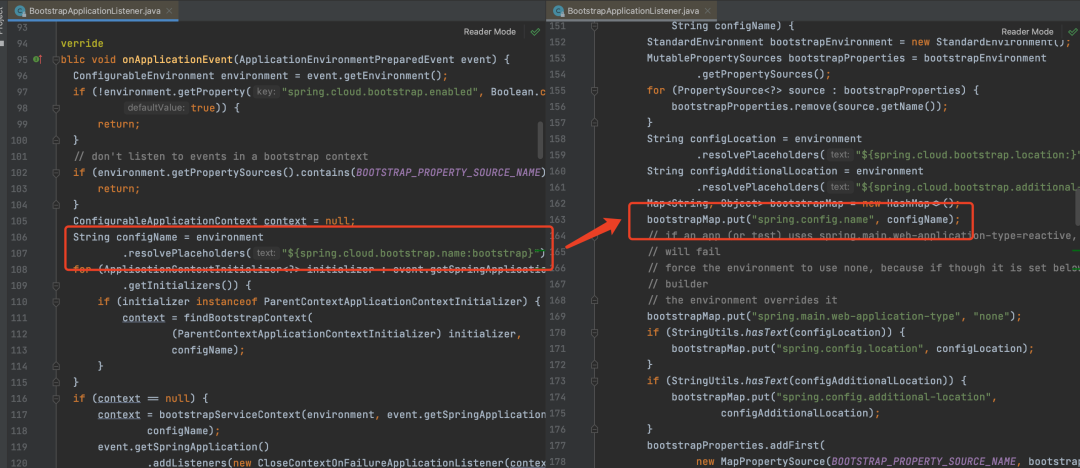 BootstrapApplicationListener.java
Reader Mode
93
94 verride
95 blic void onApplicationEvent(ApplicationEnvironmentPreparedEvent event) {
96 ConfigurableEnvironment environment = event.getEnvironment();
97 if (!environment.getProperty( key: "spring.cloud.bootstrap.enabled", Boolean.c
98 defaultValue: true)) {
99 return;
100 }
101 // don't listen to events in a bootstrap context
102 if (environment.getPropertySources().contains(BOOTSTRAP_PROPERTY_SOURCE_NAME)
103 return;
104 }
105 ConfigurableApplicationContext context = null;
106 String configName = environment
107 .resolvePlaceholders( text: "${spring.cloud.bootstrap.name:bootstrap}")
108 for (ApplicationContextInitializer<?> initializer : event.getSpringApplicatio
109 .getInitializers()) {
110 if (initializer instanceof ParentContextApplicationContextInitializer) {
111 context = findBootstrapContext(
112 (ParentContextApplicationContextInitializer) initializer,
113 configName);
114 }
115 }
116 if (context == null) {
117 context = bootstrapServiceContext(environment, event.getSpringApplication
118 configName);
119 event.getSpringApplication()
120 .addListeners(new CloseContextOnFailureApplicationListener(contex
BootstrapApplicationListener.java
Reader Mode
151 String configName) {
152 StandardEnvironment bootstrapEnvironment = new StandardEnvironment();
153 MutablePropertySources bootstrapProperties = bootstrapEnvironment
154 .getPropertySources();
155 for (PropertySource<?> source : bootstrapProperties) {
156 bootstrapProperties.remove(source.getName());
157 }
158 String configLocation = environment
159 .resolvePlaceholders( text: "${spring.cloud.bootstrap.location:}"
160 String configAdditionalLocation = environment
161 .resolvePlaceholders( text: "${spring.cloud.bootstrap.additional
162 Map<String, Object> bootstrapMap = new HashMap<>();
163 bootstrapMap.put("spring.config.name", configName);
164 // if an app (or test) uses spring.main.web-application-type=reactive,
165 // will fail
166 // force the environment to use none, because if though it is set belo
167 // builder
168 // the environment overrides it
169 bootstrapMap.put("spring.main.web-application-type", "none");
170 if (StringUtils.hasText(configLocation)) {
171 bootstrapMap.put("spring.config.location", configLocation);
172 }
173 if (StringUtils.hasText(configAdditionalLocation)) {
174 bootstrapMap.put("spring.config.additional-location",
175 configAdditionalLocation);
176 }
177 bootstrapProperties.addFirst(
178 new MapPropertySource(BOOTSTRAP_PROPERTY_SOURCE_NAME, bootstrap